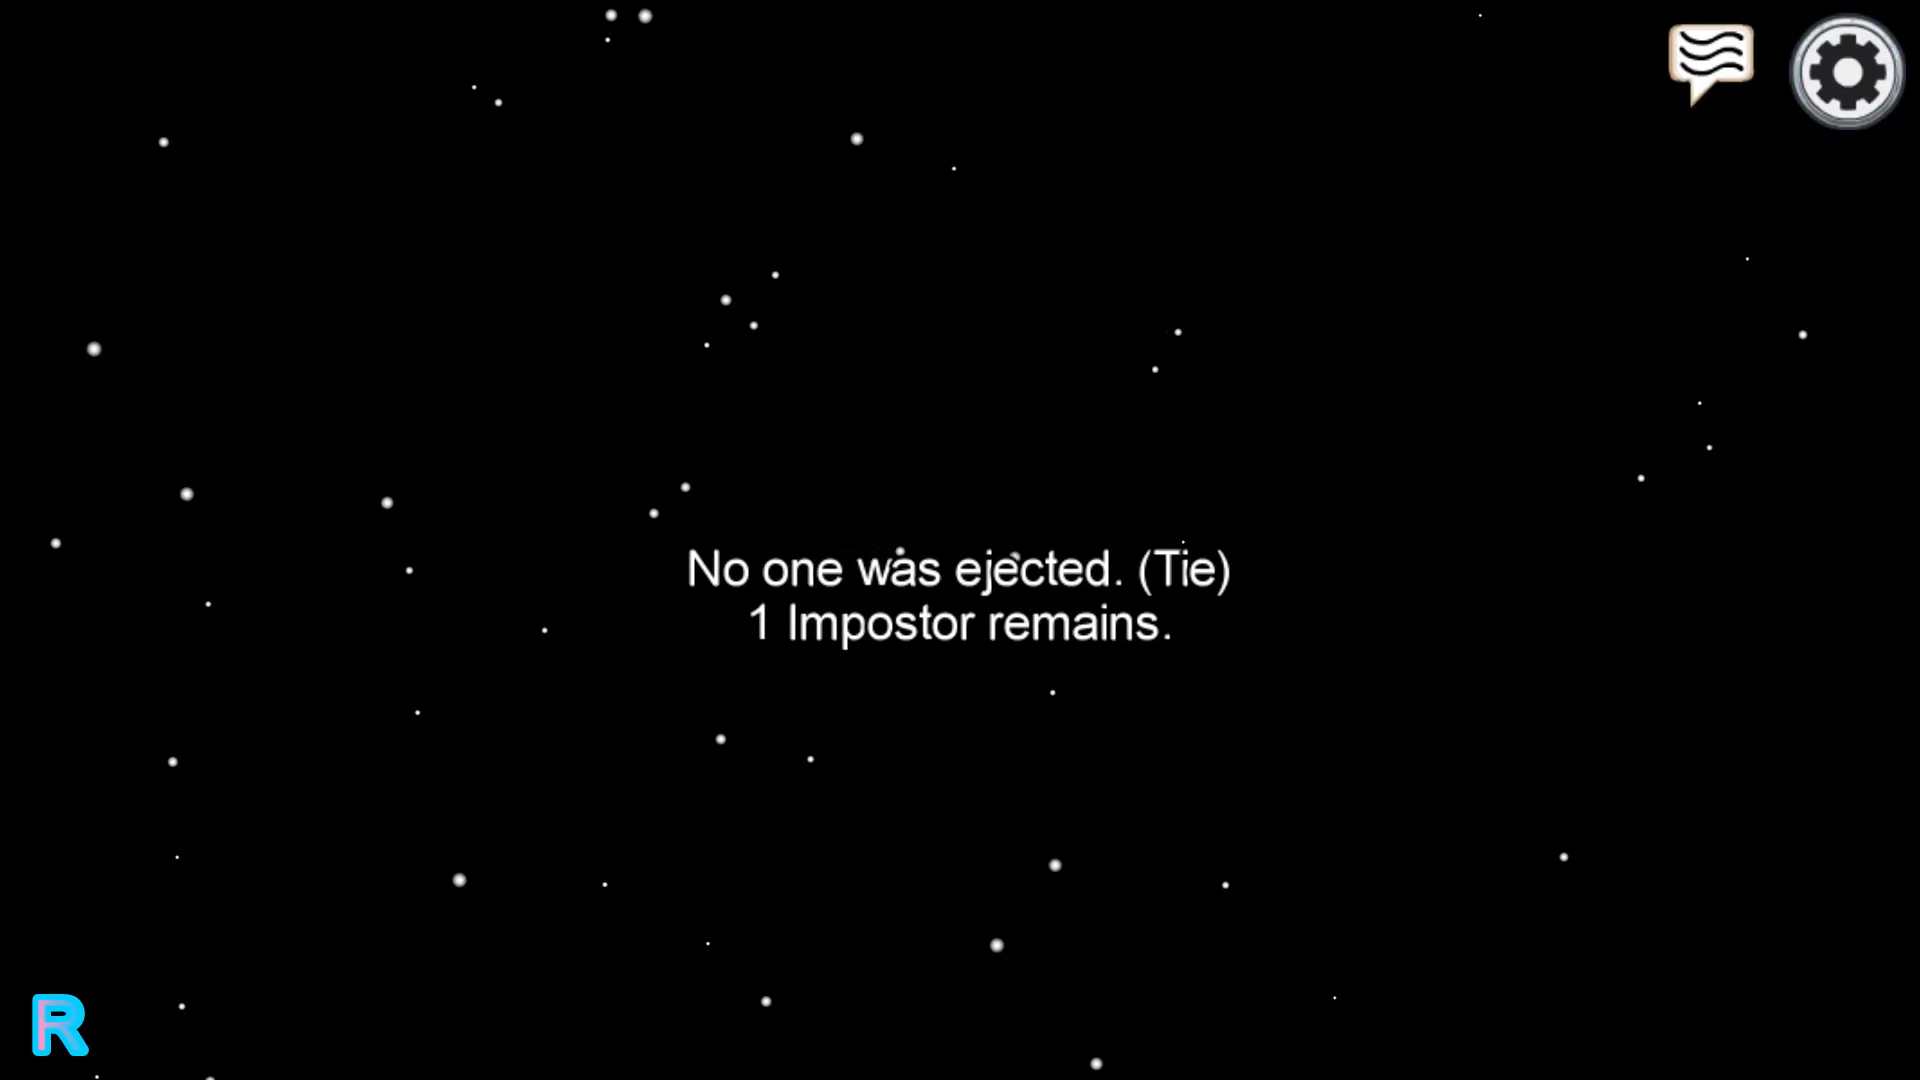 No one was ejected. (Tie)
1 Impostor remains.
R